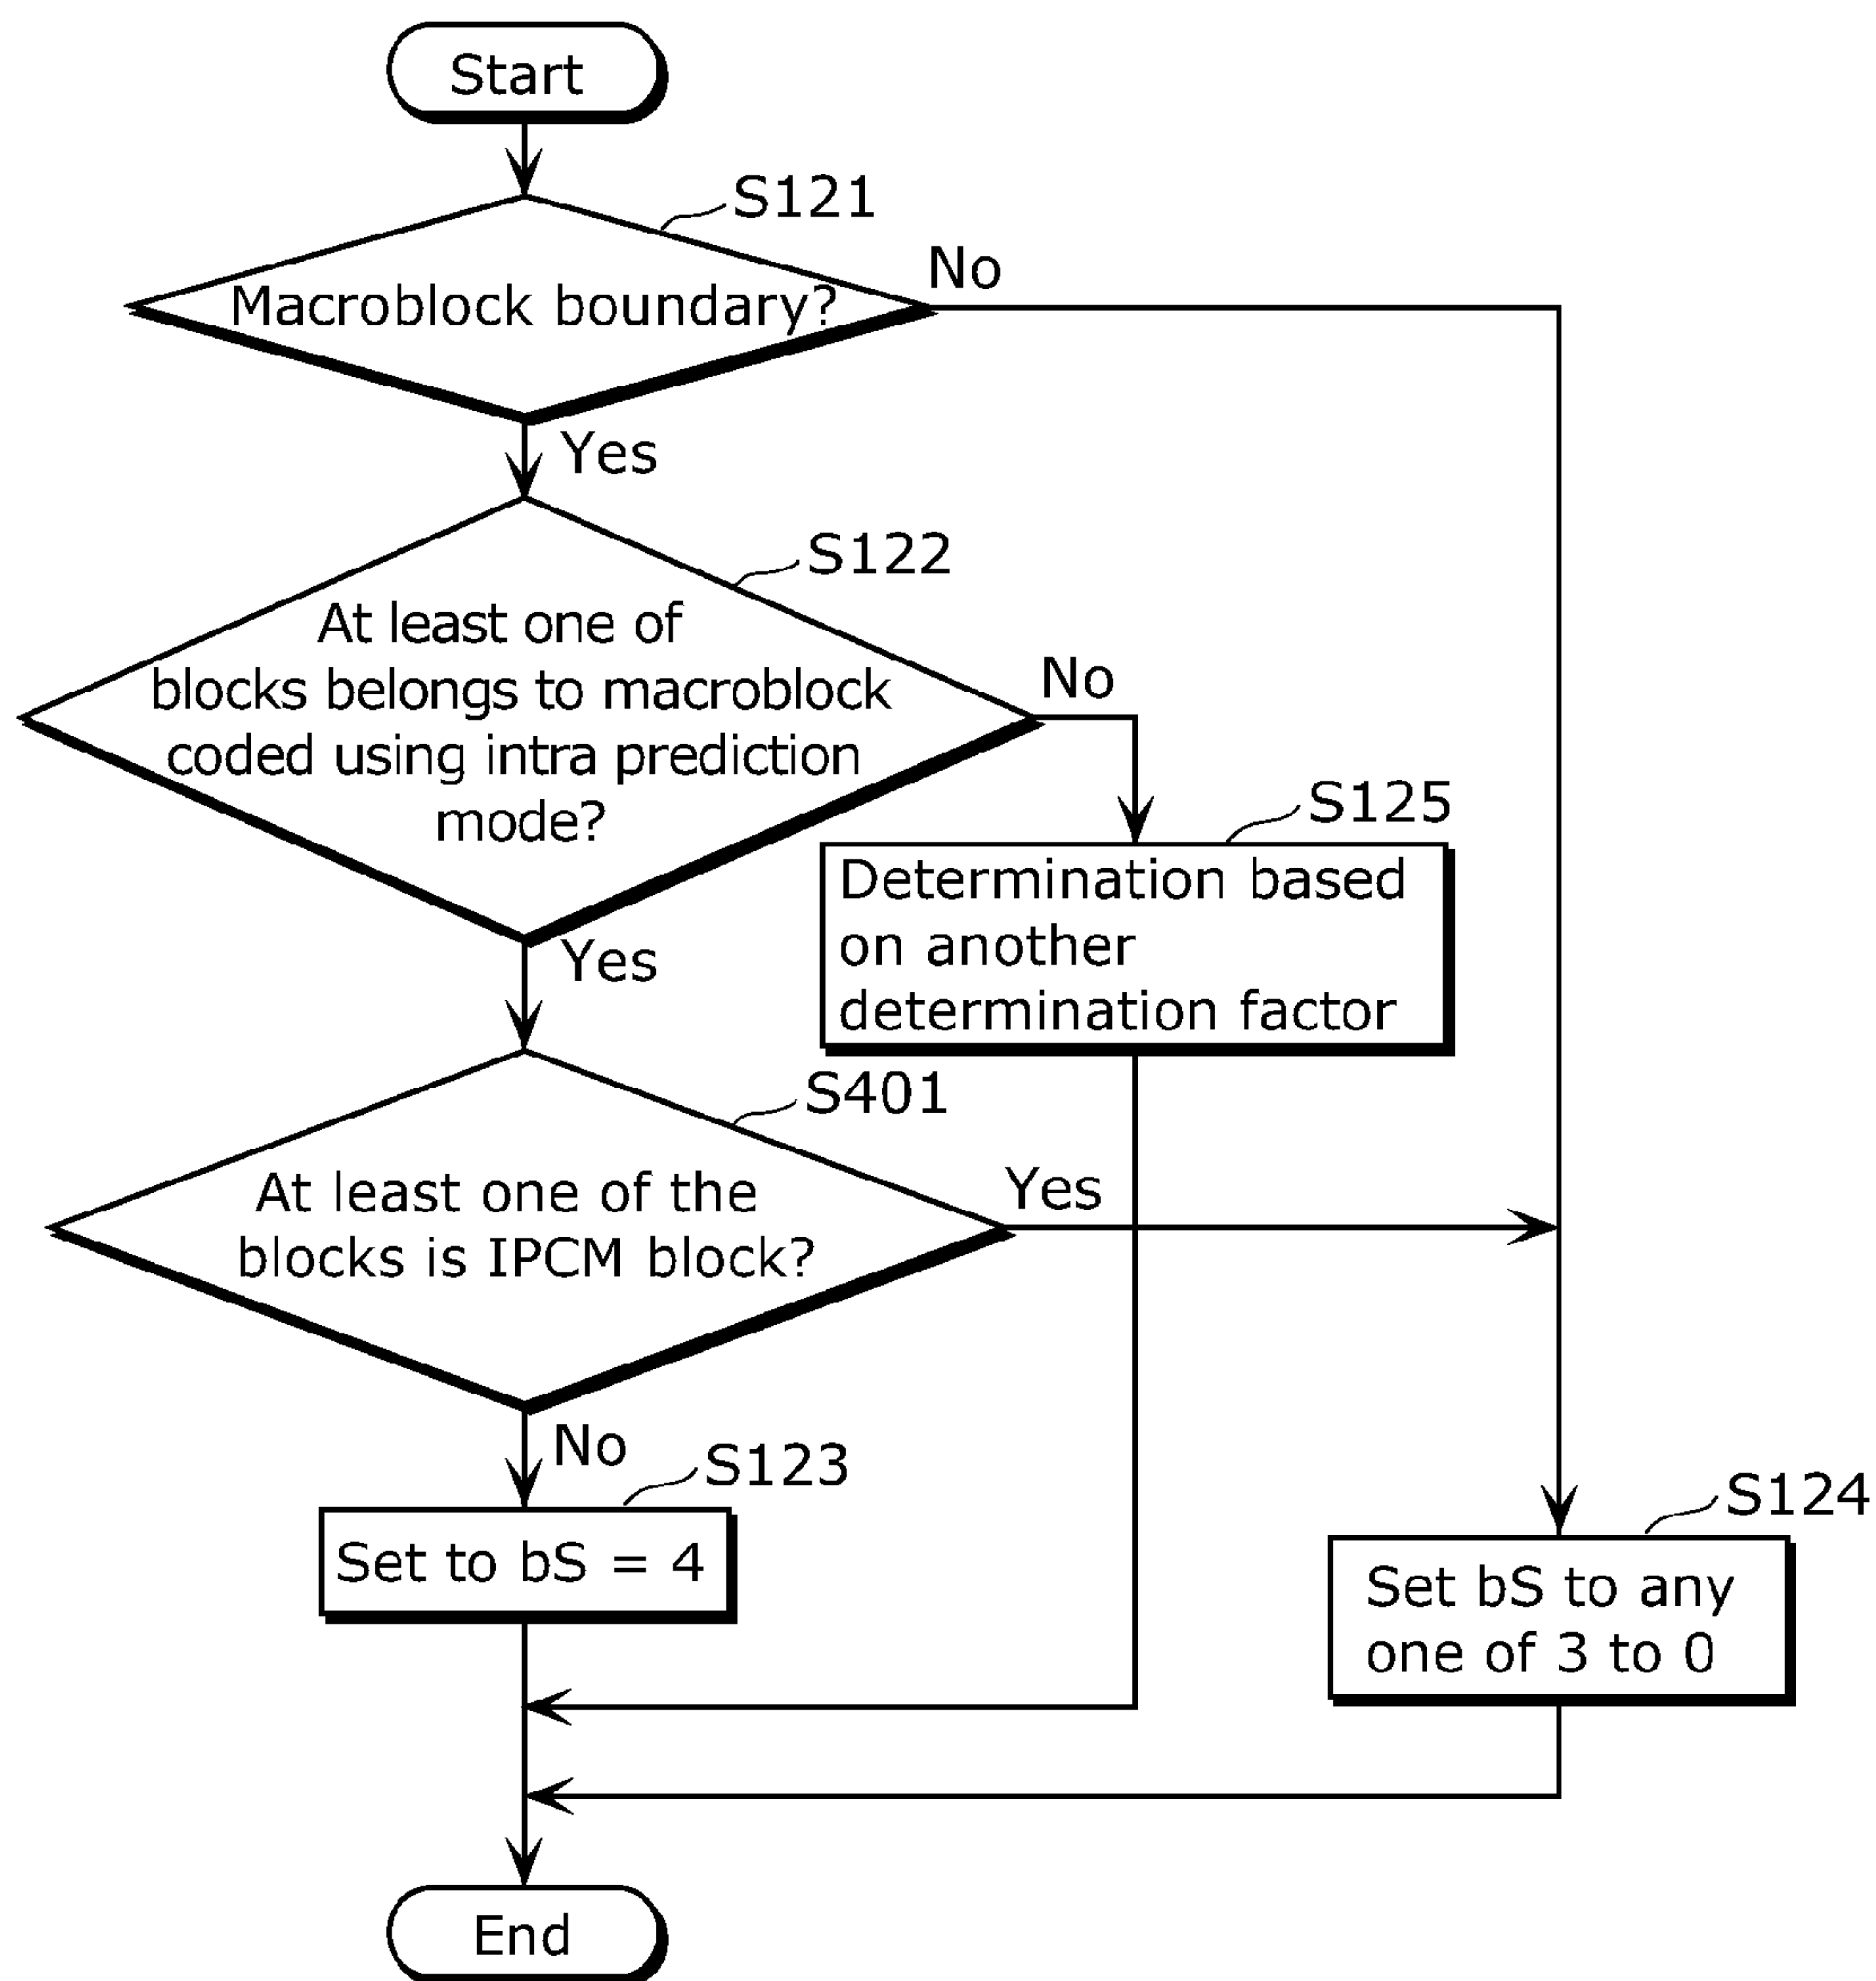 Start
S121
Macroblock boundary?
No
Yes
S122
At least one of
blocks belongs to macroblock
coded using intra prediction
mode?
No
S125
Determination based
on another
determination factor
Yes
S401
At least one of the
blocks is IPCM block?
Yes
No
S123
Set to bS = 4
S124
Set bS to any
one of 3 to 0
End